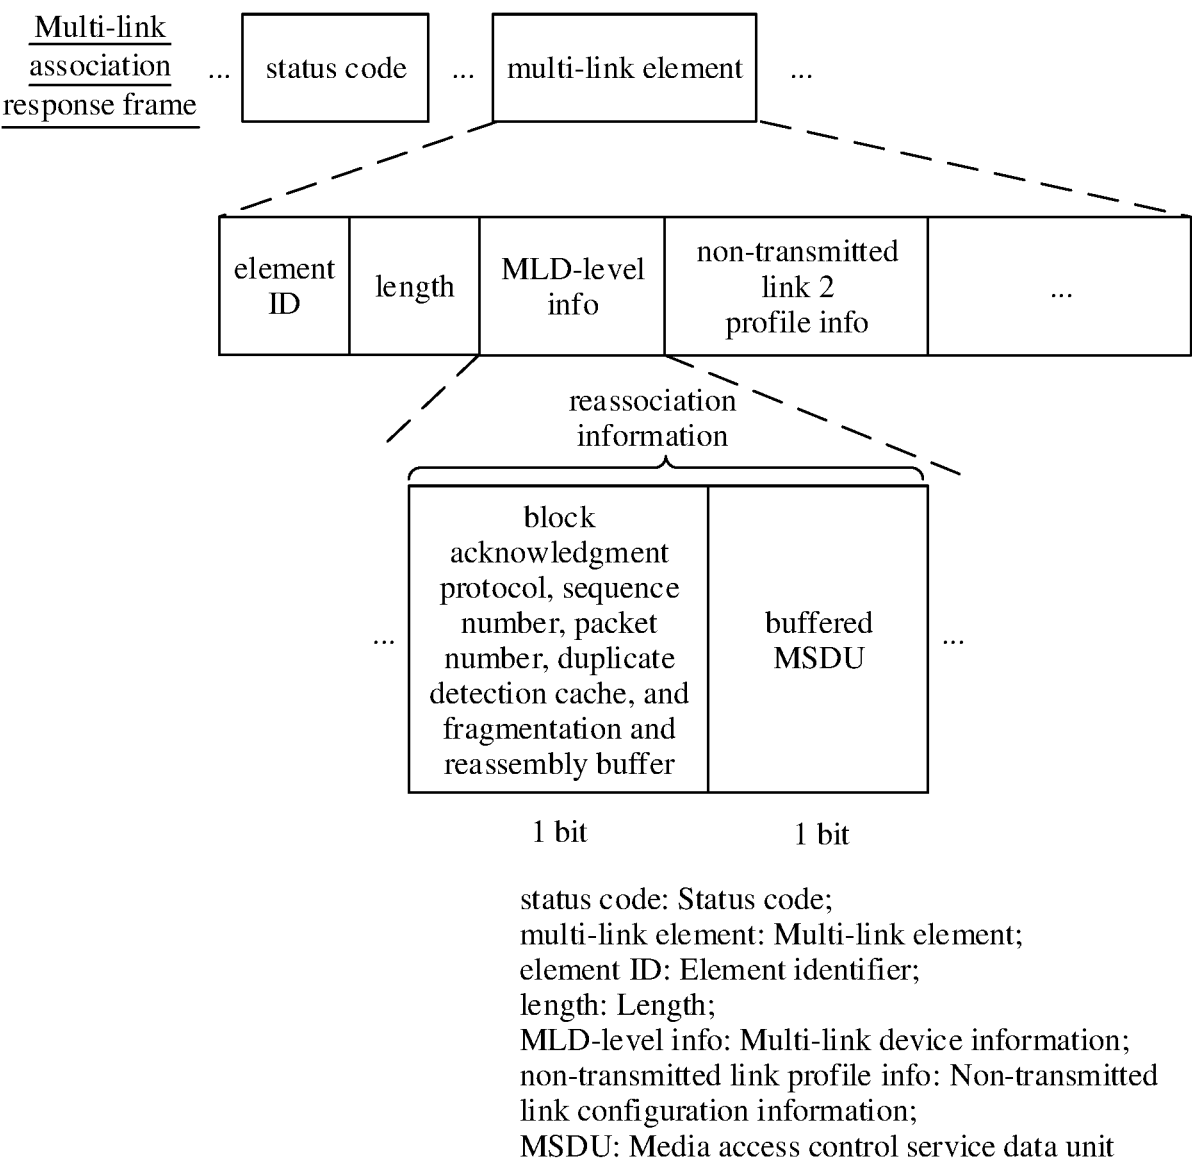 Multi-link
association
response frame
... status code ... multi-link element ...
element
ID
length
MLD-level
info
non-transmitted
link 2
profile info
...
reassociation
information
...
block
acknowledgment
protocol, sequence
number, packet
number, duplicate
detection cache, and
fragmentation and
reassembly buffer
buffered
MSDU
...
1 bit
1 bit
status code: Status code;
multi-link element: Multi-link element;
element ID: Element identifier;
length: Length;
MLD-level info: Multi-link device information;
non-transmitted link profile info: Non-transmitted
link configuration information;
MSDU: Media access control service data unit